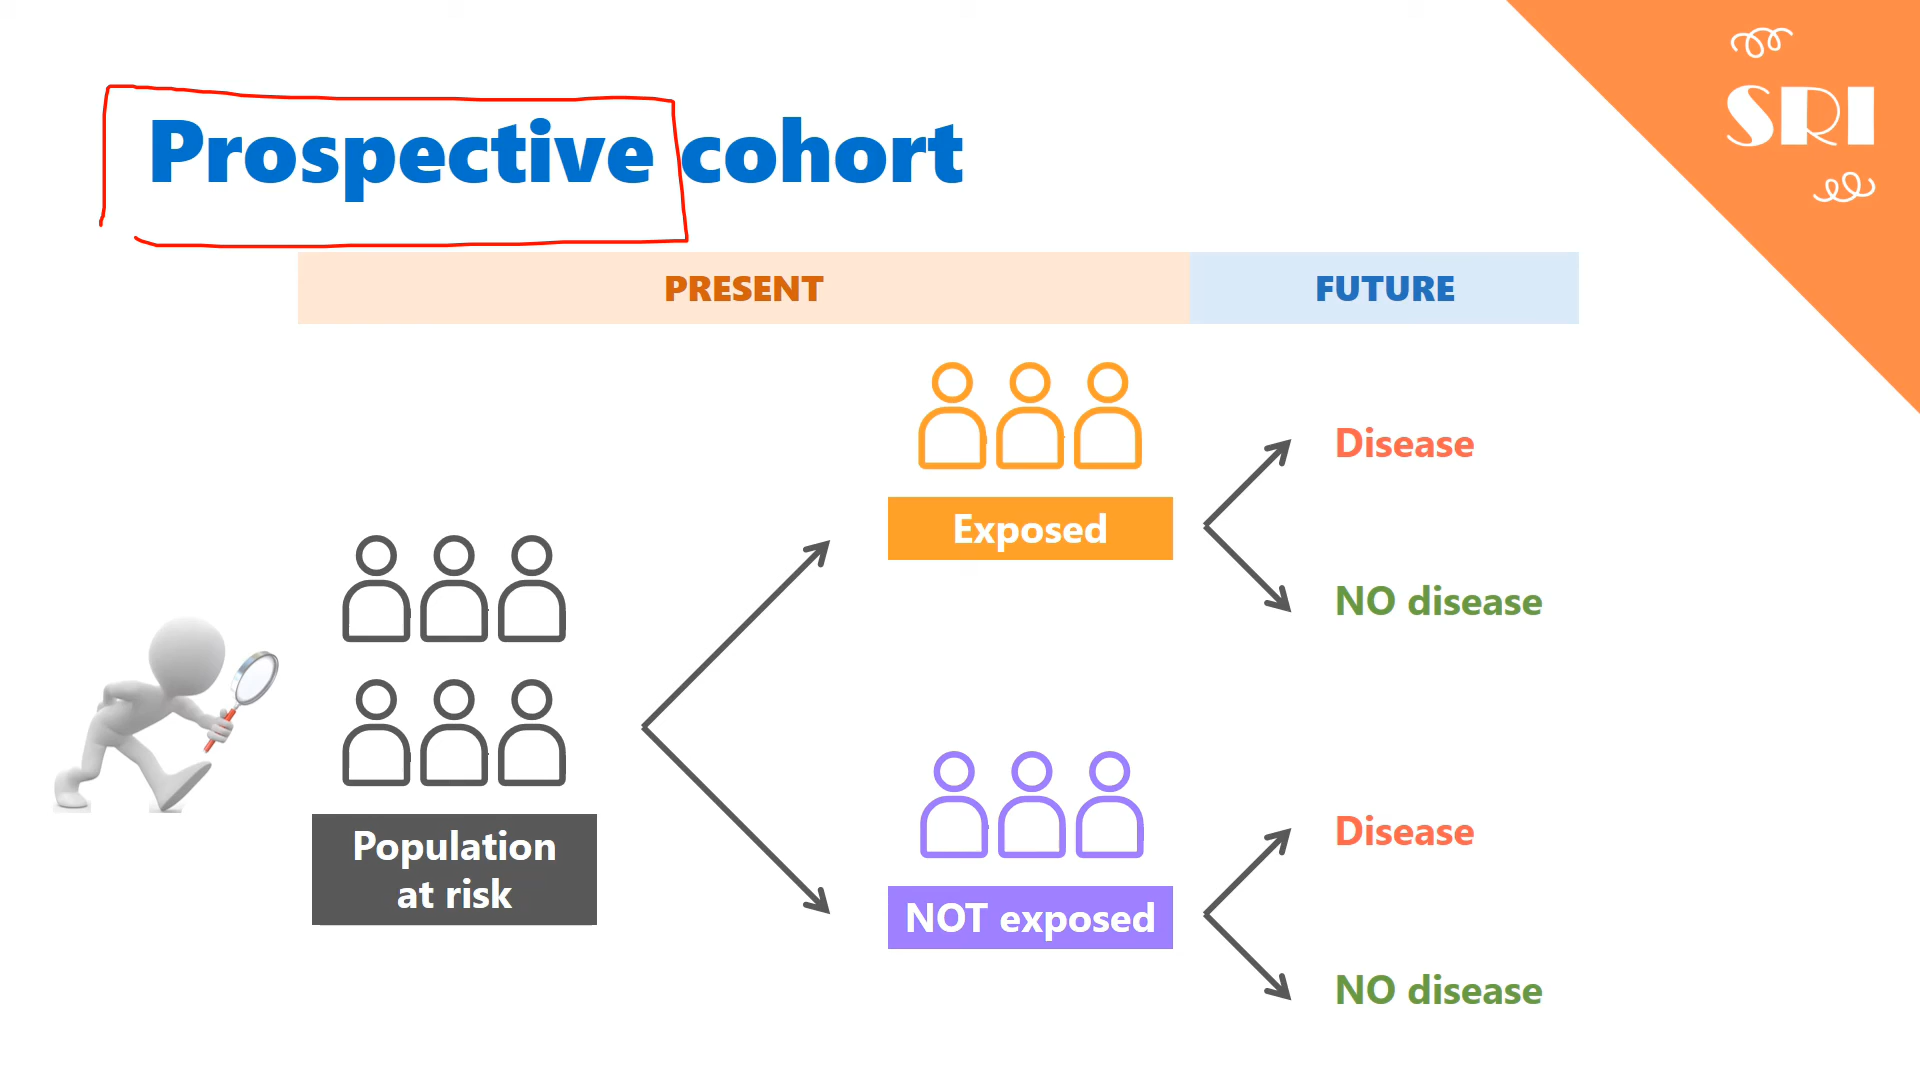 SRI
Prospective cohort
PRESENT
FUTURE
Exposed
Disease
NO disease
Population
at risk
NOT exposed
Disease
NO disease